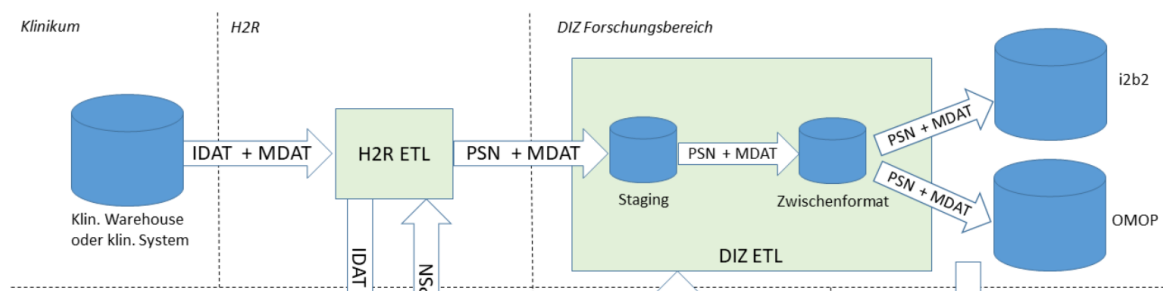 Klinikum
H2R
DIZ Forschungsbereich
i2b2
PSN + MDAT
IDAT + MDAT
H2R ETL
PSN + MDAT
PSN + MDAT
PSN + MDAT
Staging
Zwischenformat
Klin. Warehouse
oder klin. System
OMOP
DIZ ETL
IDAT